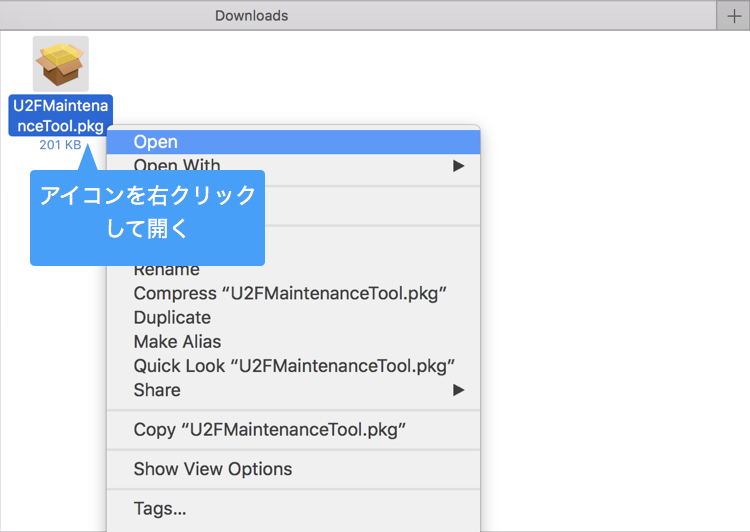 Downloads
U2FMaintena
nceTool.pkg
201 KB
アイコンを右クリック
して開く
Open
Open With
Rename
Compress “U2FMaintenanceTool.pkg”
Duplicate
Make Alias
Quick Look “U2FMaintenanceTool.pkg”
Share
Copy “U2FMaintenanceTool.pkg”
Show View Options
Tags...